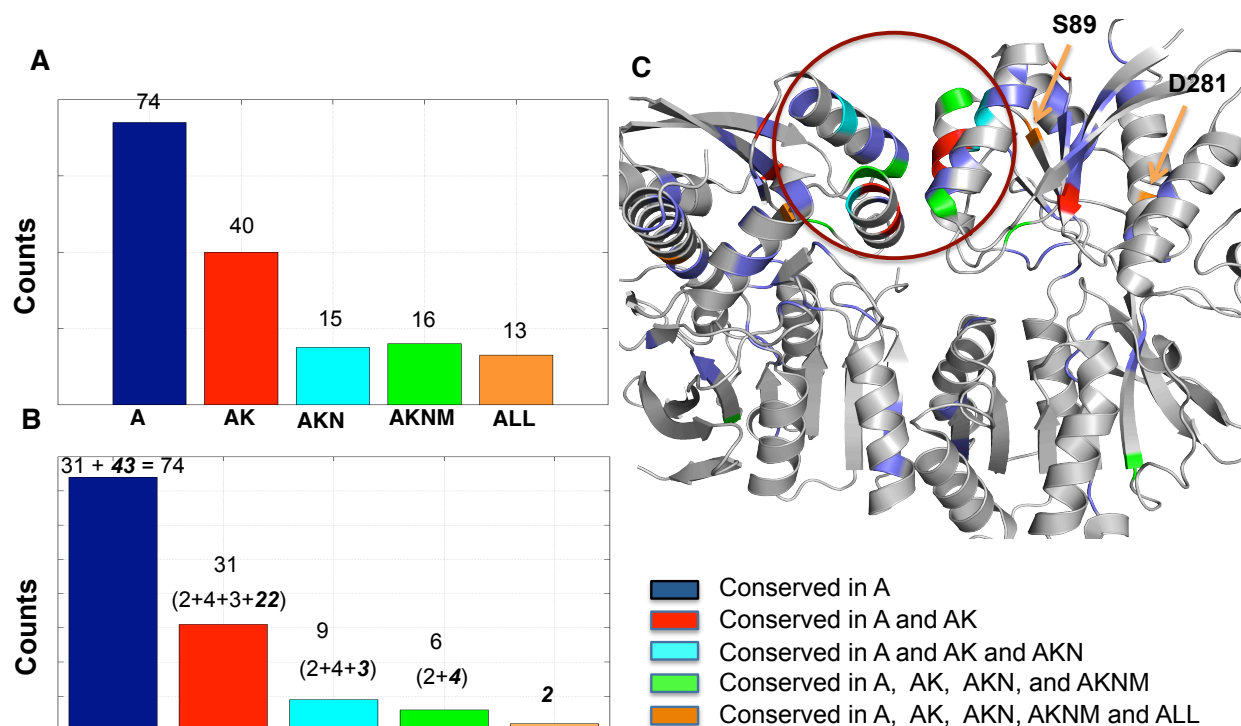 A
Counts
74
40
15
16
13
A
AK
AKN
AKNM
ALL
B
Counts
31 + 43 = 74
31
(2+4+3+22)
9
(2+4+3)
6
(2+4)
2
C
S89
D281
Conserved in A
Conserved in A and AK
Conserved in A and AK and AKN
Conserved in A, AK, AKN, and AKNM
Conserved in A, AK, AKN, AKNM and ALL